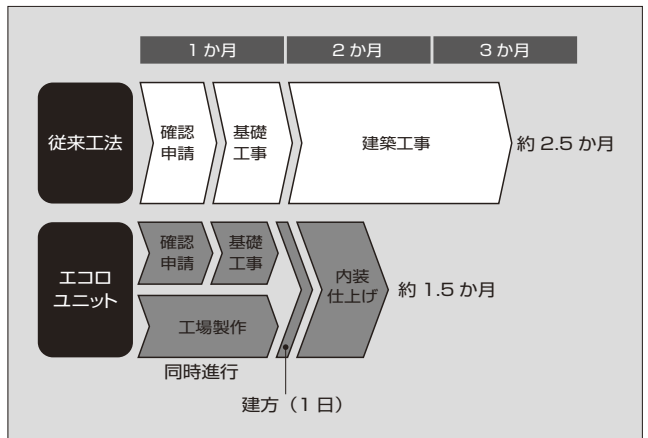 1か月
2か月
3か月
従来工法
確認
申請
基礎
工事
建築工事
約2.5か月
エコロ
ユニット
確認
申請
基礎
工事
内装
仕上げ
約1.5か月
工場製作
同時進行
建方（1日）